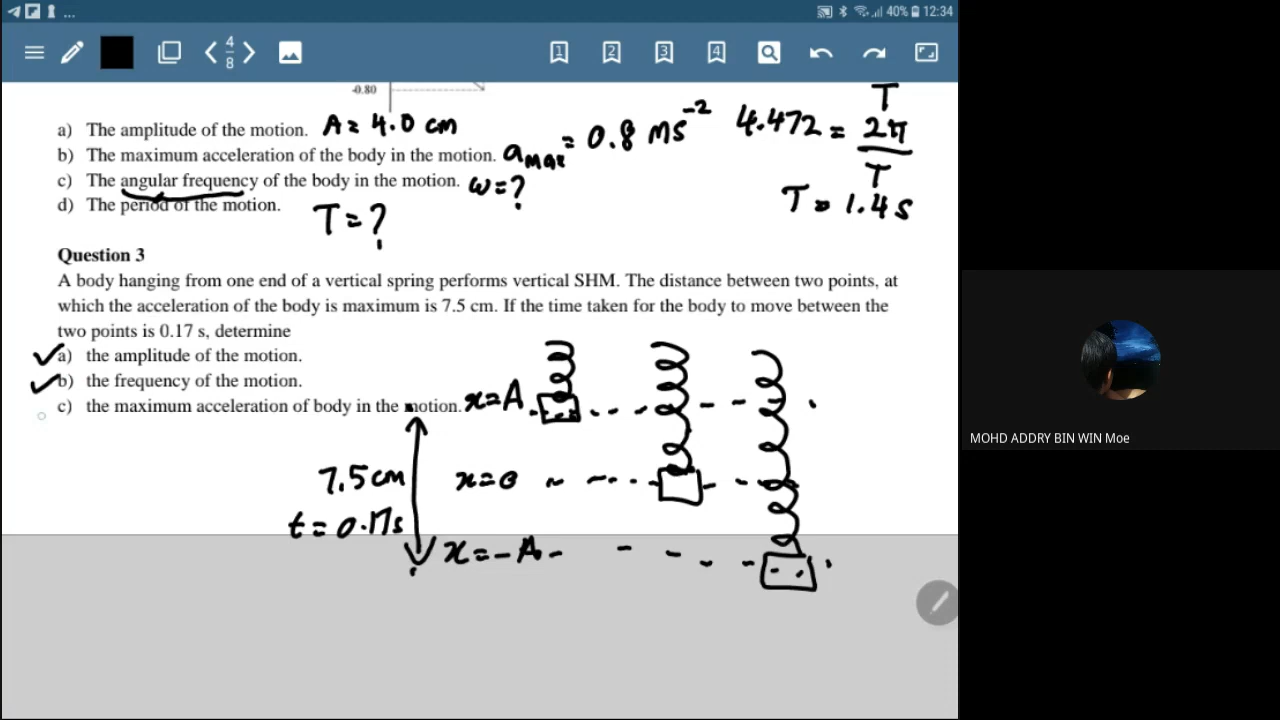 ... 40% 12:34
4
8
1 2 3 4
-0.80
a) The amplitude of the motion. A = 4.0 cm
b) The maximum acceleration of the body in the motion. amax = 0.8 ms-2
c) The angular frequency of the body in the motion. ω = ?
d) The period of the motion. T = ?
T
4.472 = 2π
T
T = 1.4 s
Question 3
A body hanging from one end of a vertical spring performs vertical SHM. The distance between two points, at
which the acceleration of the body is maximum is 7.5 cm. If the time taken for the body to move between the
two points is 0.17 s, determine
a) the amplitude of the motion.
b) the frequency of the motion.
c) the maximum acceleration of body in the motion.
x = A
7.5 cm
x = 0
t = 0.17s
x = -A
MOHD ADDRY BIN WIN Moe